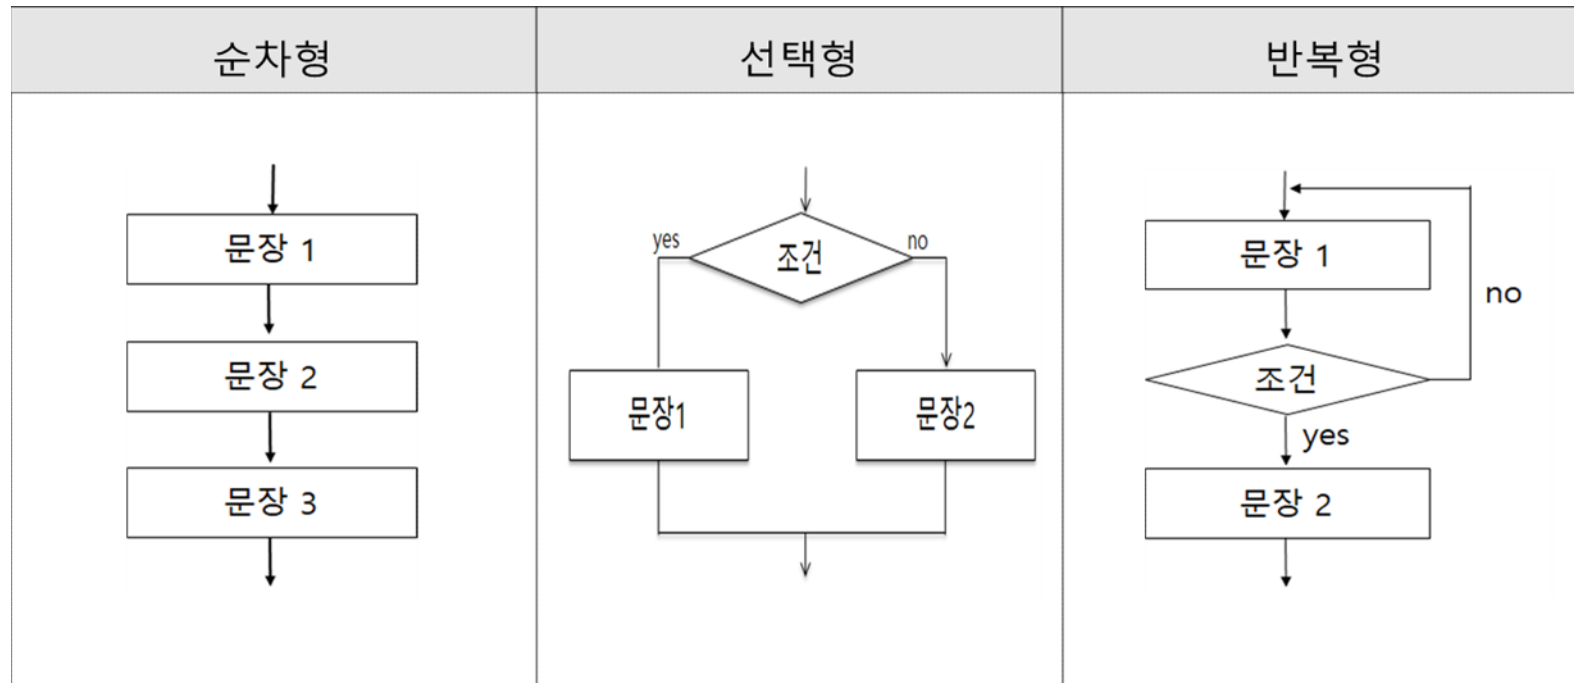 순차형
선택형
반복형
문장 1
문장 2
문장 3
조건
yes
no
문장1
문장2
문장 1
조건
no
yes
문장 2